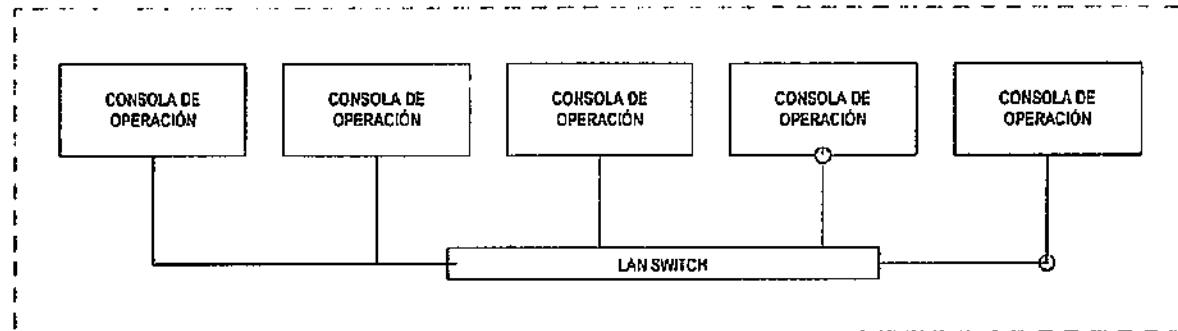 CONSOLA DE
OPERACIÓN
CONSOLA DE
OPERACIÓN
CONSOLA DE
OPERACIÓN
CONSOLA DE
OPERACIÓN
CONSOLA DE
OPERACIÓN
LAN SWITCH